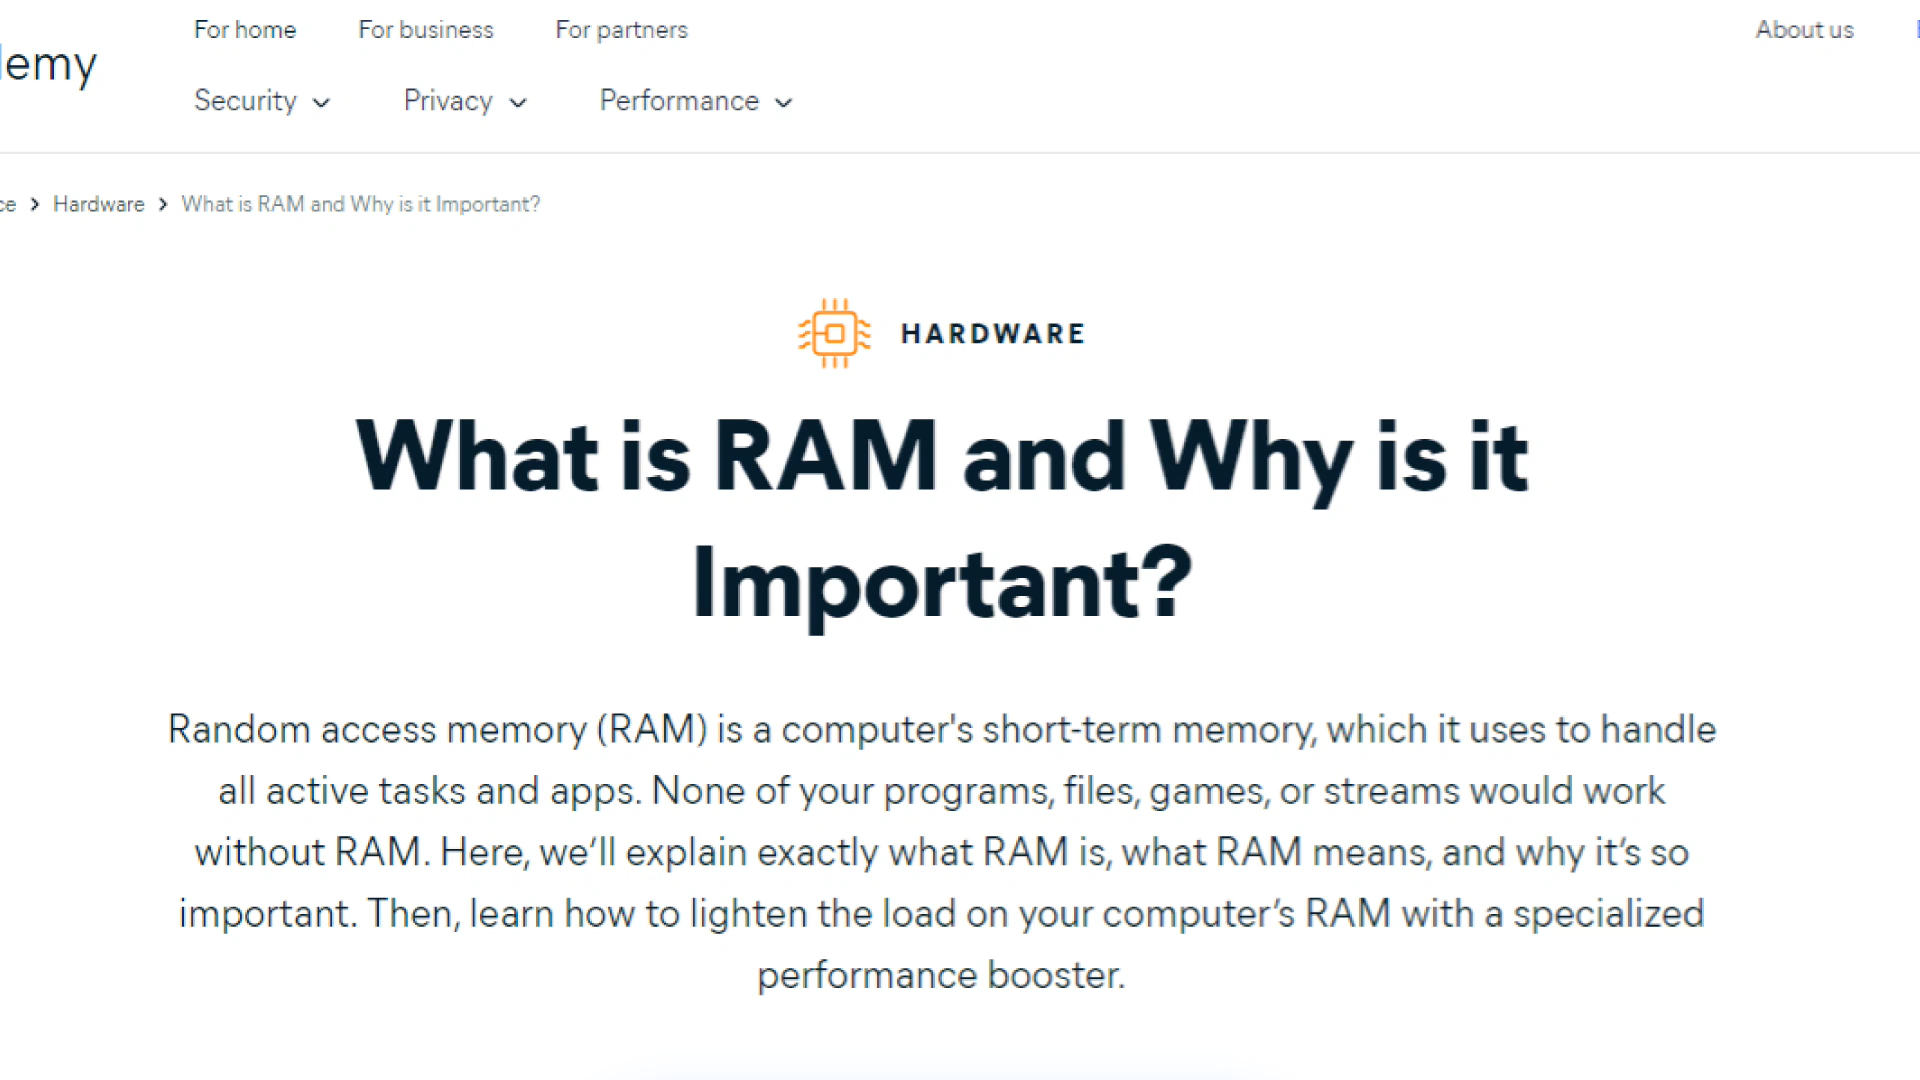 For home For business For partners About us
emy
Security Privacy Performance
ce > Hardware > What is RAM and Why is it Important?
HARDWARE
What is RAM and Why is it
Important?
Random access memory (RAM) is a computer's short-term memory, which it uses to handle
all active tasks and apps. None of your programs, files, games, or streams would work
without RAM. Here, we’ll explain exactly what RAM is, what RAM means, and why it’s so
important. Then, learn how to lighten the load on your computer’s RAM with a specialized
performance booster.